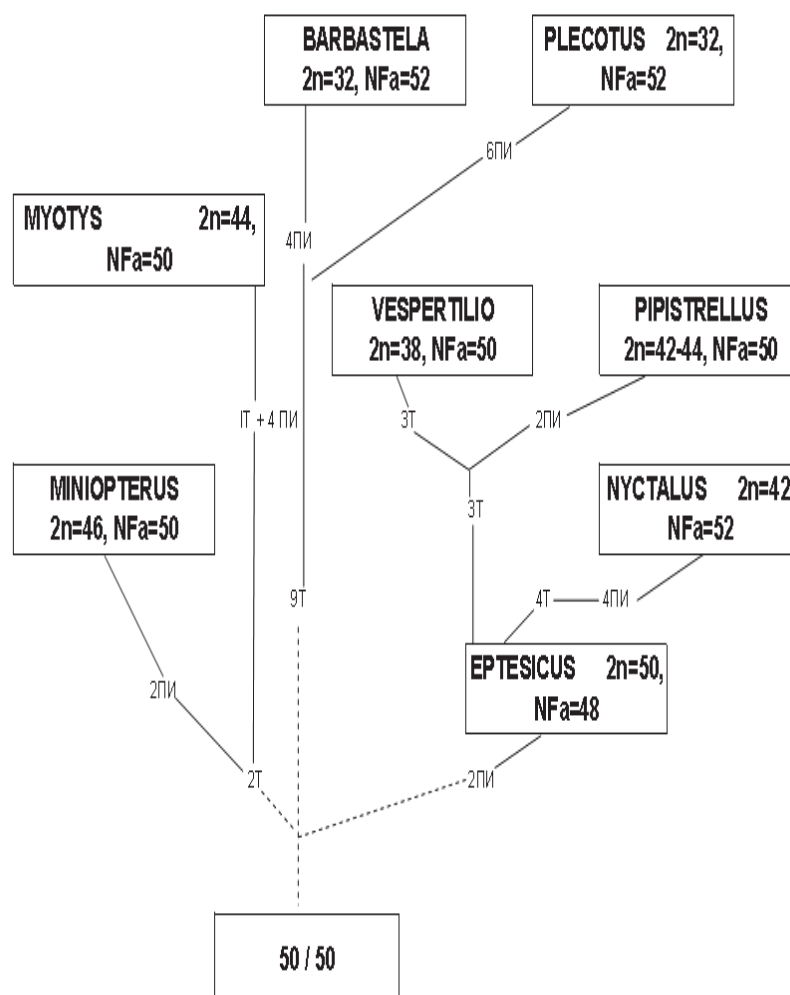 BARBASTELA
2n=32, NFa=52
PLECOTUS 2n=32,
NFa=52
6ПИ
MYOTYS 2n=44,
NFa=50
4ПИ
VESPERTILIO
2n=38, NFa=50
PIPISTRELLUS
2n=42-44, NFa=50
IT + 4 ПИ
3Т
2ПИ
MINIOPTERUS
2n=46, NFa=50
NYCTALUS 2n=42
NFa=52
3Т
9Т
4Т
4ПИ
EPTESICUS 2n=50,
NFa=48
2ПИ
2Т
2ПИ
50 / 50